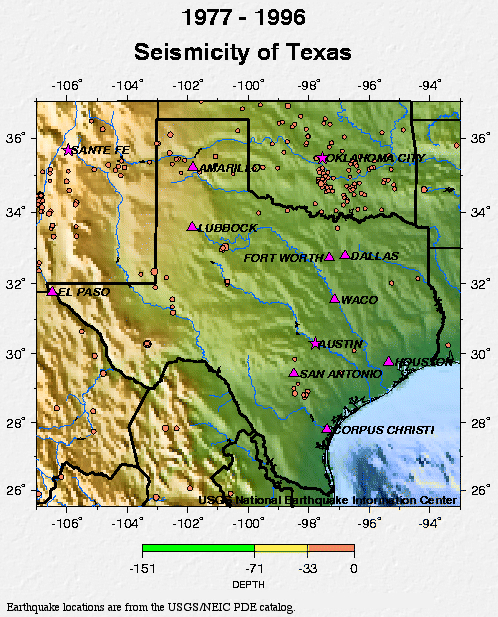 1977 - 1996
Seismicity of Texas
-106° -104° -102° -100° -98° -96° -94°
36° 36°
SANTE FE OKLAHOMA CITY
AMARILLO
34° 34°
LUBBOCK
FORT WORTH DALLAS
32° 32°
EL PASO
WACO
AUSTIN
30° 30°
HOUSTON
SAN ANTONIO
28° 28°
CORPUS CHRISTI
26° 26°
USGS National Earthquake Information Center
-106° -104° -102° -100° -98° -96° -94°
-151 -71 -33 0
DEPTH
Earthquake locations are from the USGS/NEIC PDE catalog.